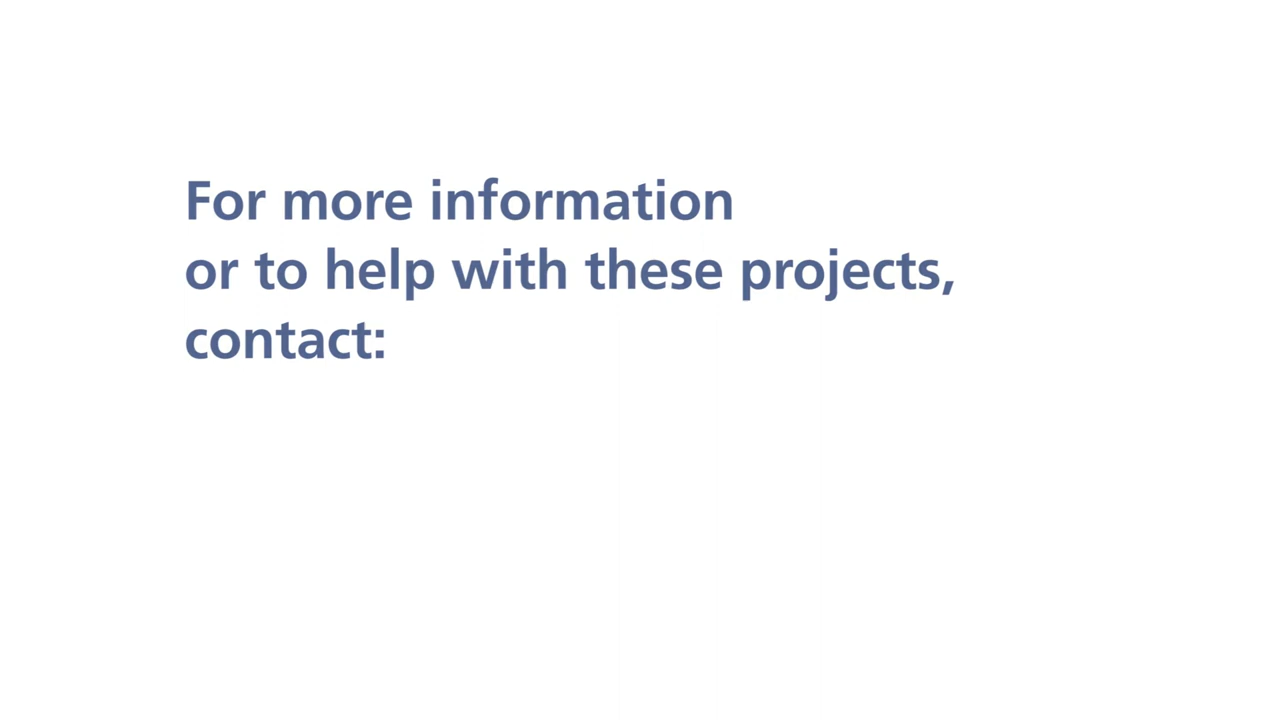 For more information
or to help with these projects,
contact: